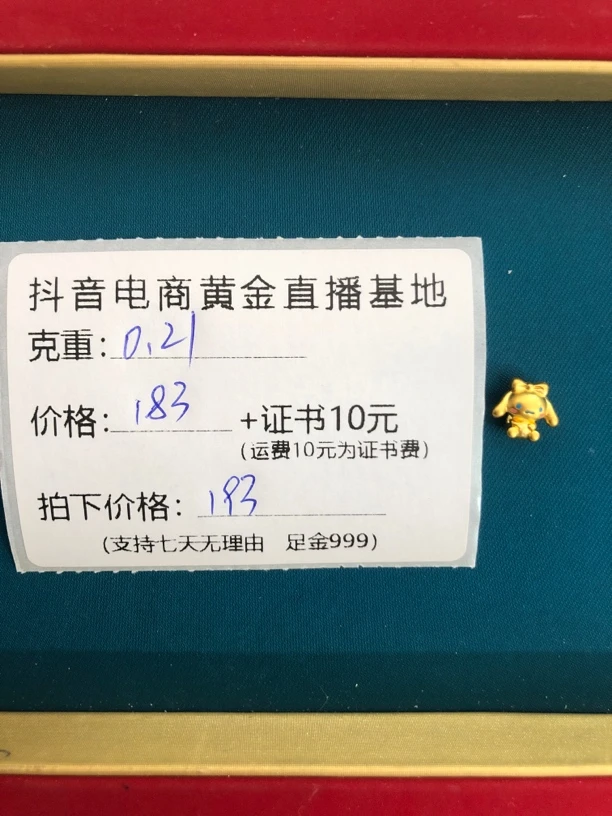 抖音电商黄金直播基地
克重：0.21
价格：183 +证书10元
（运费10元为证书费）
拍下价格：193
（支持七天无理由 足金999）